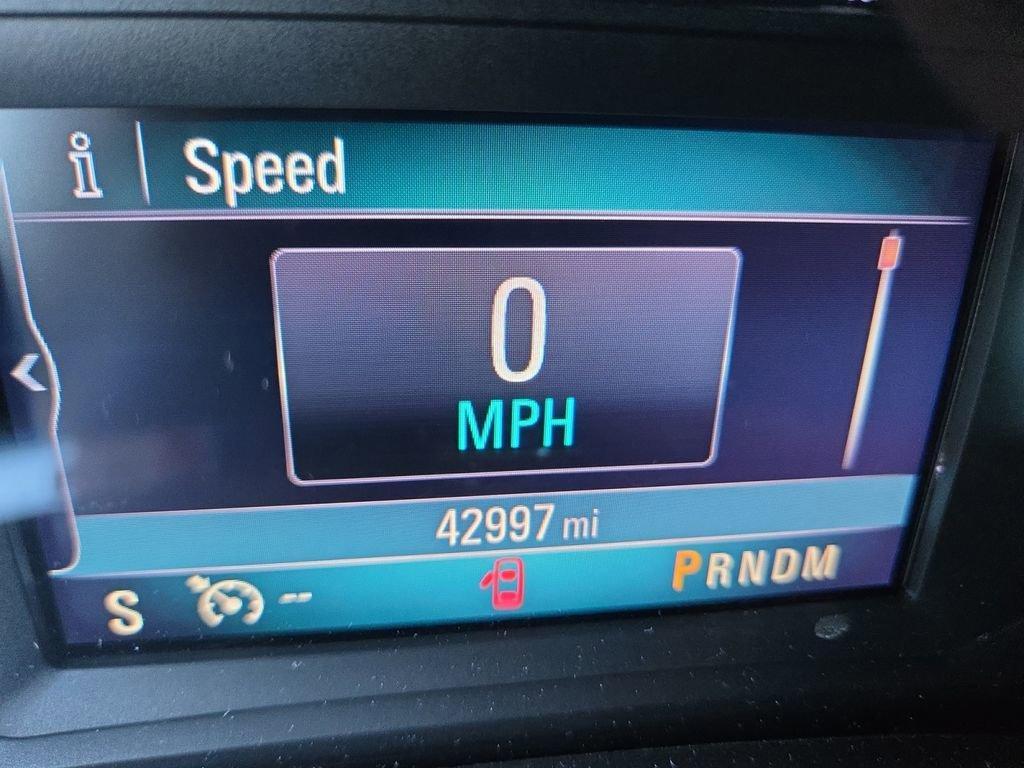 Speed
0
MPH
42997 mi
S -- PRNDM